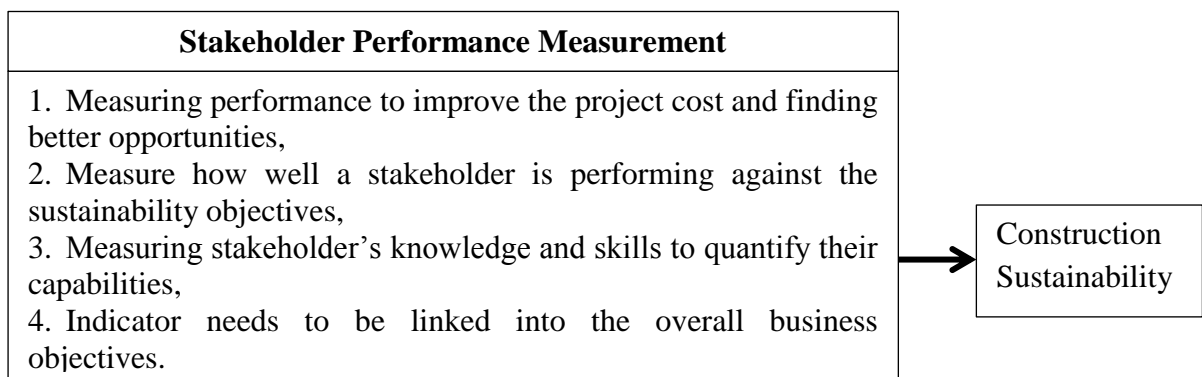 Stakeholder Performance Measurement
1. Measuring performance to improve the project cost and finding
better opportunities,
2. Measure how well a stakeholder is performing against the
sustainability objectives,
3. Measuring stakeholder’s knowledge and skills to quantify their
capabilities,
4. Indicator needs to be linked into the overall business
objectives.
Construction
Sustainability